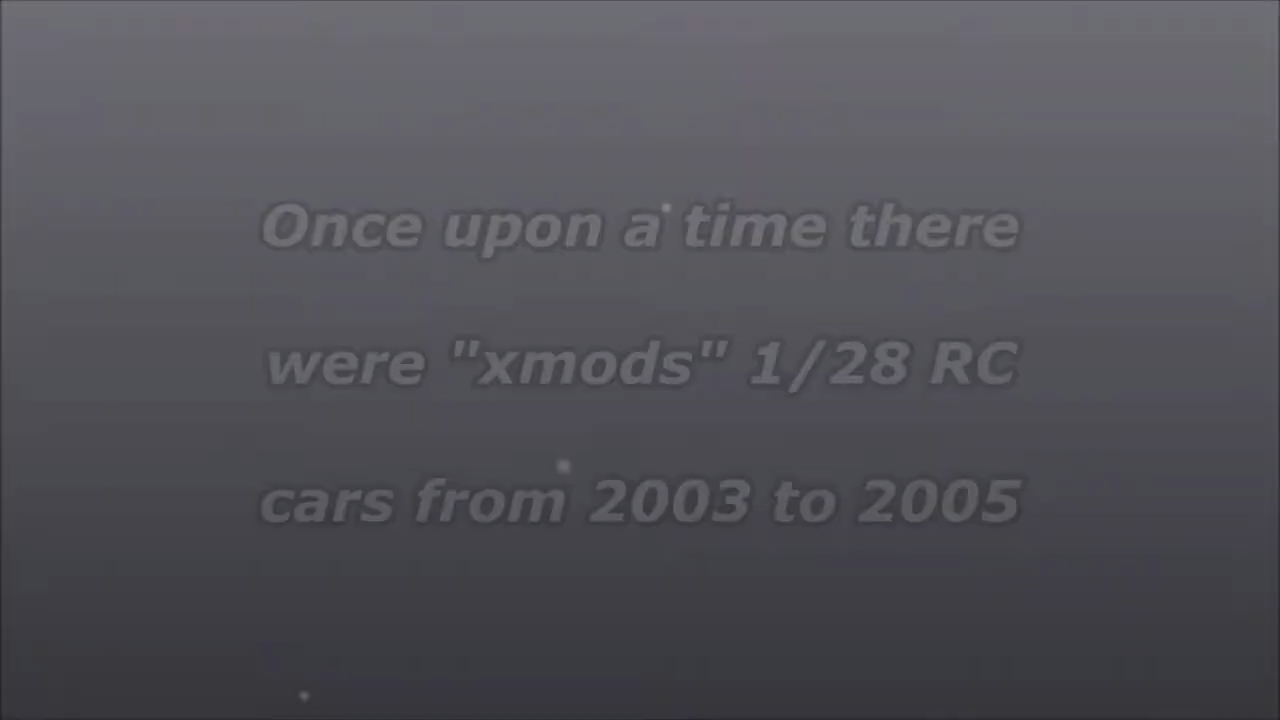 Once upon a time there
were "xmods" 1/28 RC
cars from 2003 to 2005